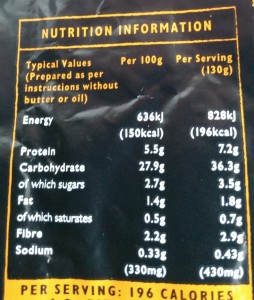 NUTRITION INFORMATION
Typical Values Per 100g Per Serving
(Prepared as per (130g)
instructions without
butter or oil)
Energy 636kj 828kj
(150kcal) (196kcal)
Protein 5.5g 7.2g
Carbohydrate 27.9g 36.3g
of which sugars 2.7g 3.5g
Fat 1.4g 1.8g
of which saturates 0.5g 0.7g
Fibre 2.2g 2.9g
Sodium 0.33g 0.43g
(330mg) (430mg)
PER SERVING: 196 CALORIES